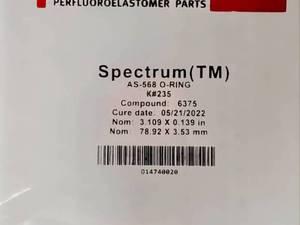 PERFLUOROELASTOMER PARTS
Spectrum(TM)
AS-568 O-RING
K#235
Compound: 6375
Cure date: 05/21/2022
Nom: 3.109 X 0.139 in
Nom: 78.92 X 3.53 mm
014740020